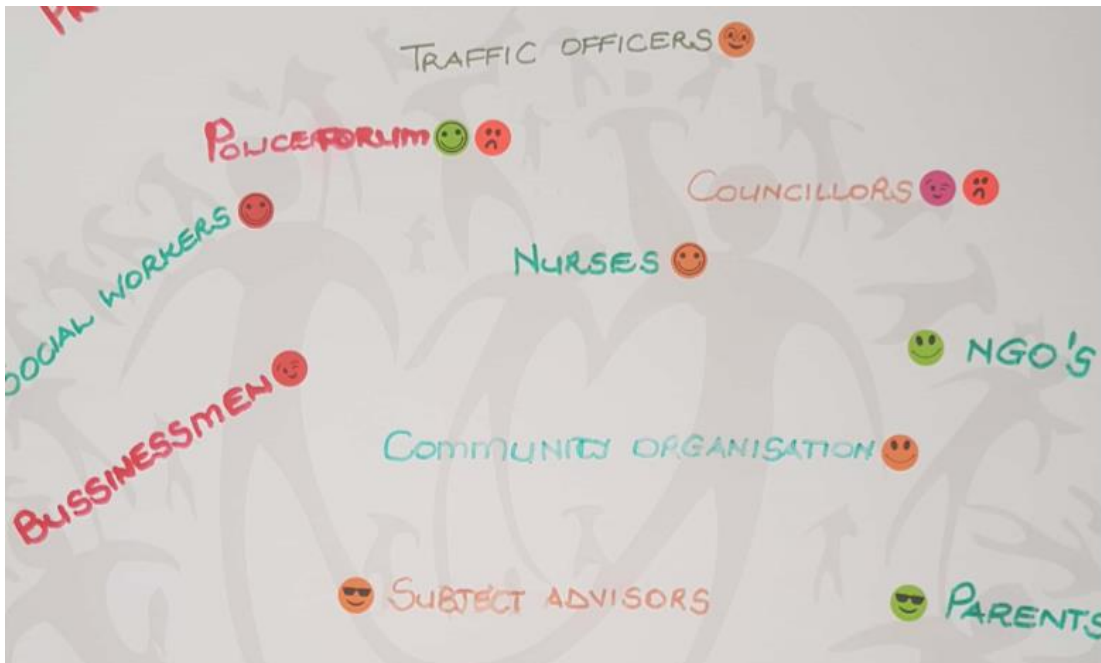 TRAFFIC OFFICERS
POLICEFORUM
COUNCILLORS
SOCIAL WORKERS
NURSES
NGO'S
BUSSINESSMEN
COMMUNITY ORGANISATION
SUBJECT ADVISORS
PARENTS